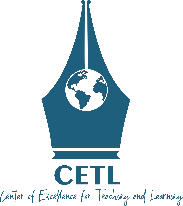 CETL
Center of Excellence for Teaching and Learning